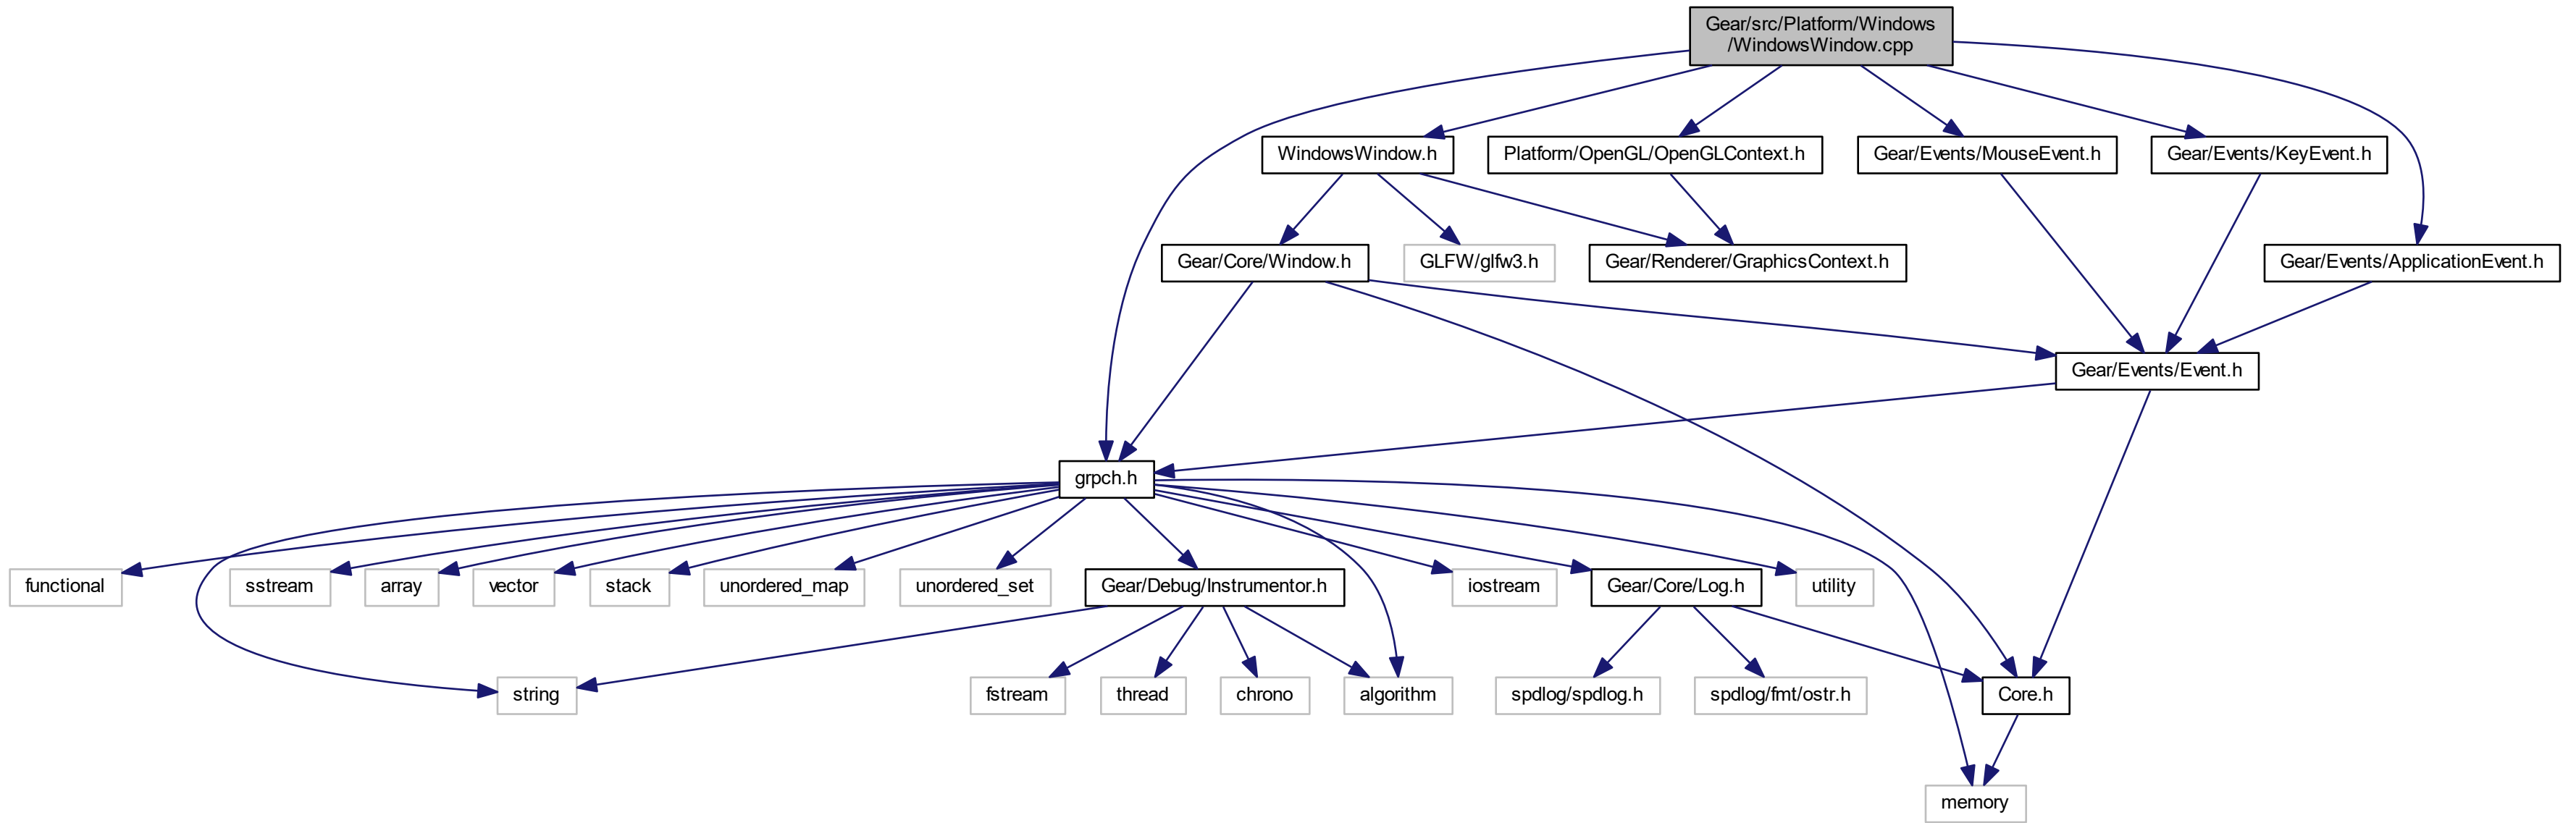 Gear/src/Platform/Windows
/WindowsWindow.cpp
WindowsWindow.h
Platform/OpenGL/OpenGLContext.h
Gear/Events/MouseEvent.h
Gear/Events/KeyEvent.h
Gear/Core/Window.h
GLFW/glfw3.h
Gear/Renderer/GraphicsContext.h
Gear/Events/ApplicationEvent.h
Gear/Events/Event.h
grpch.h
functional
sstream
array
vector
stack
unordered_map
unordered_set
Gear/Debug/Instrumentor.h
iostream
Gear/Core/Log.h
utility
string
fstream
thread
chrono
algorithm
spdlog/spdlog.h
spdlog/fmt/ostr.h
Core.h
memory